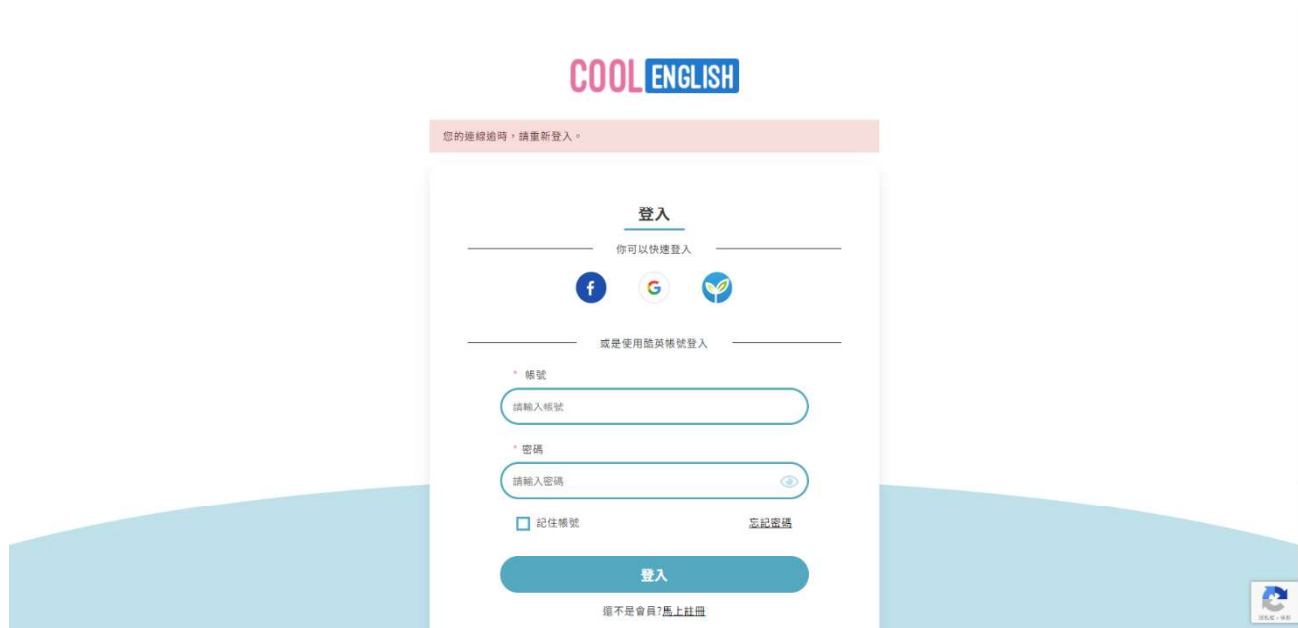 COOL ENGLISH
您的連線逾時，請重新登入。
登入
你可以快速登入
或是使用酷英帳號登入
* 帳號
請輸入帳號
* 密碼
請輸入密碼
記住帳號 忘記密碼
登入
還不是會員?馬上註冊